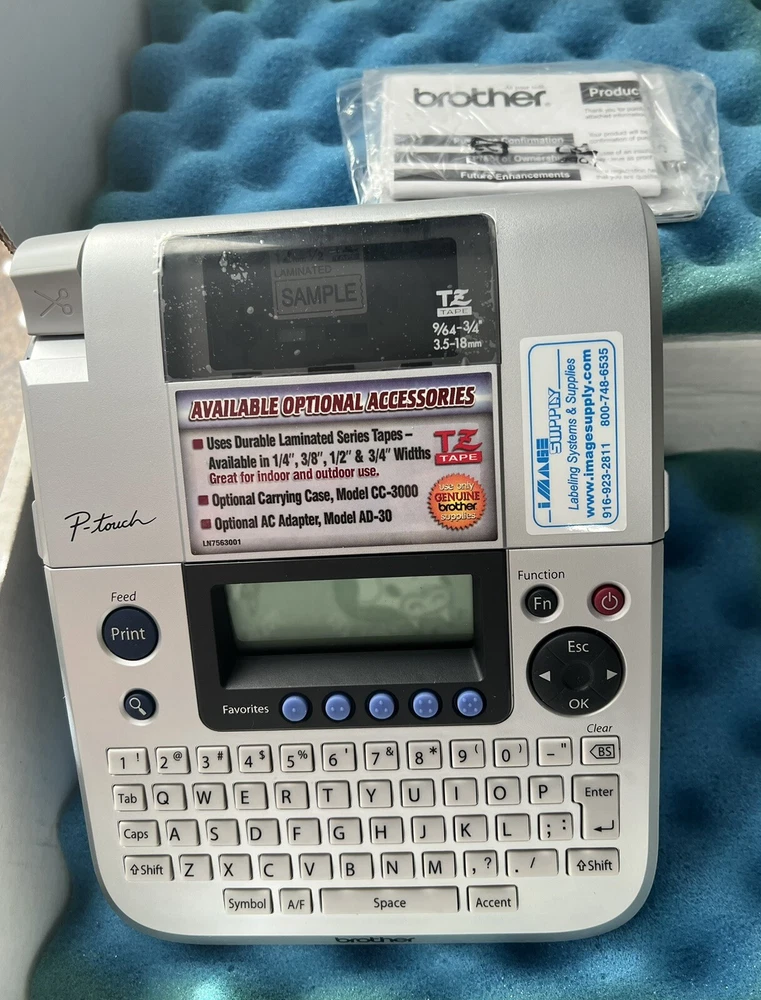 brother.
Produc
Confirmation
of Ownersh
Future Enhancements
LAMINATED
SAMPLE
TZ
TAPE
9/64-3/4"
3.5-18mm
AVAILABLE OPTIONAL ACCESSORIES
Uses Durable Laminated Series Tapes –
Available in 1/4", 3/8", 1/2" & 3/4" Widths
Great for indoor and outdoor use.
Optional Carrying Case, Model CC-3000
Optional AC Adapter, Model AD-30
LN7563001
TZ
TAPE
use only
GENUINE
brother
supplies
IMAGE
SUPPLY
Labeling Systems & Supplies
www.imagesupply.com
916-923-2811 800-748-6535
P-touch
Feed
Print
Function
Fn
Esc
OK
Favorites
Clear
1 ! 2 @ 3 # 4 $ 5 % 6 ' 7 & 8 * 9 ( 0 ) - " BS
Tab Q W E R T Y U I O P Enter
Caps A S D F G H J K L ; :
⇧Shift Z X C V B N M , ? . / ⇧Shift
Symbol A/F Space Accent
brother